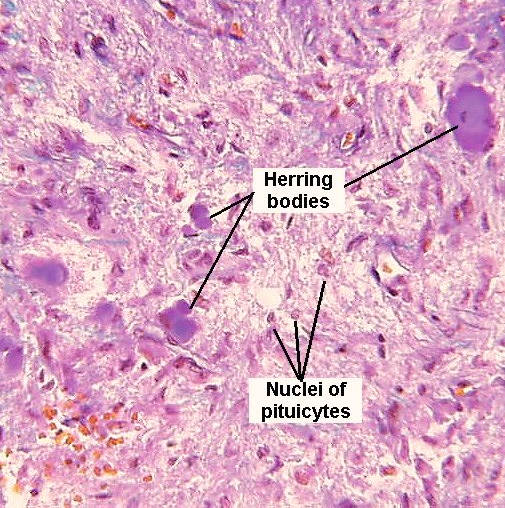 Herring
bodies
Nuclei of
pituicytes